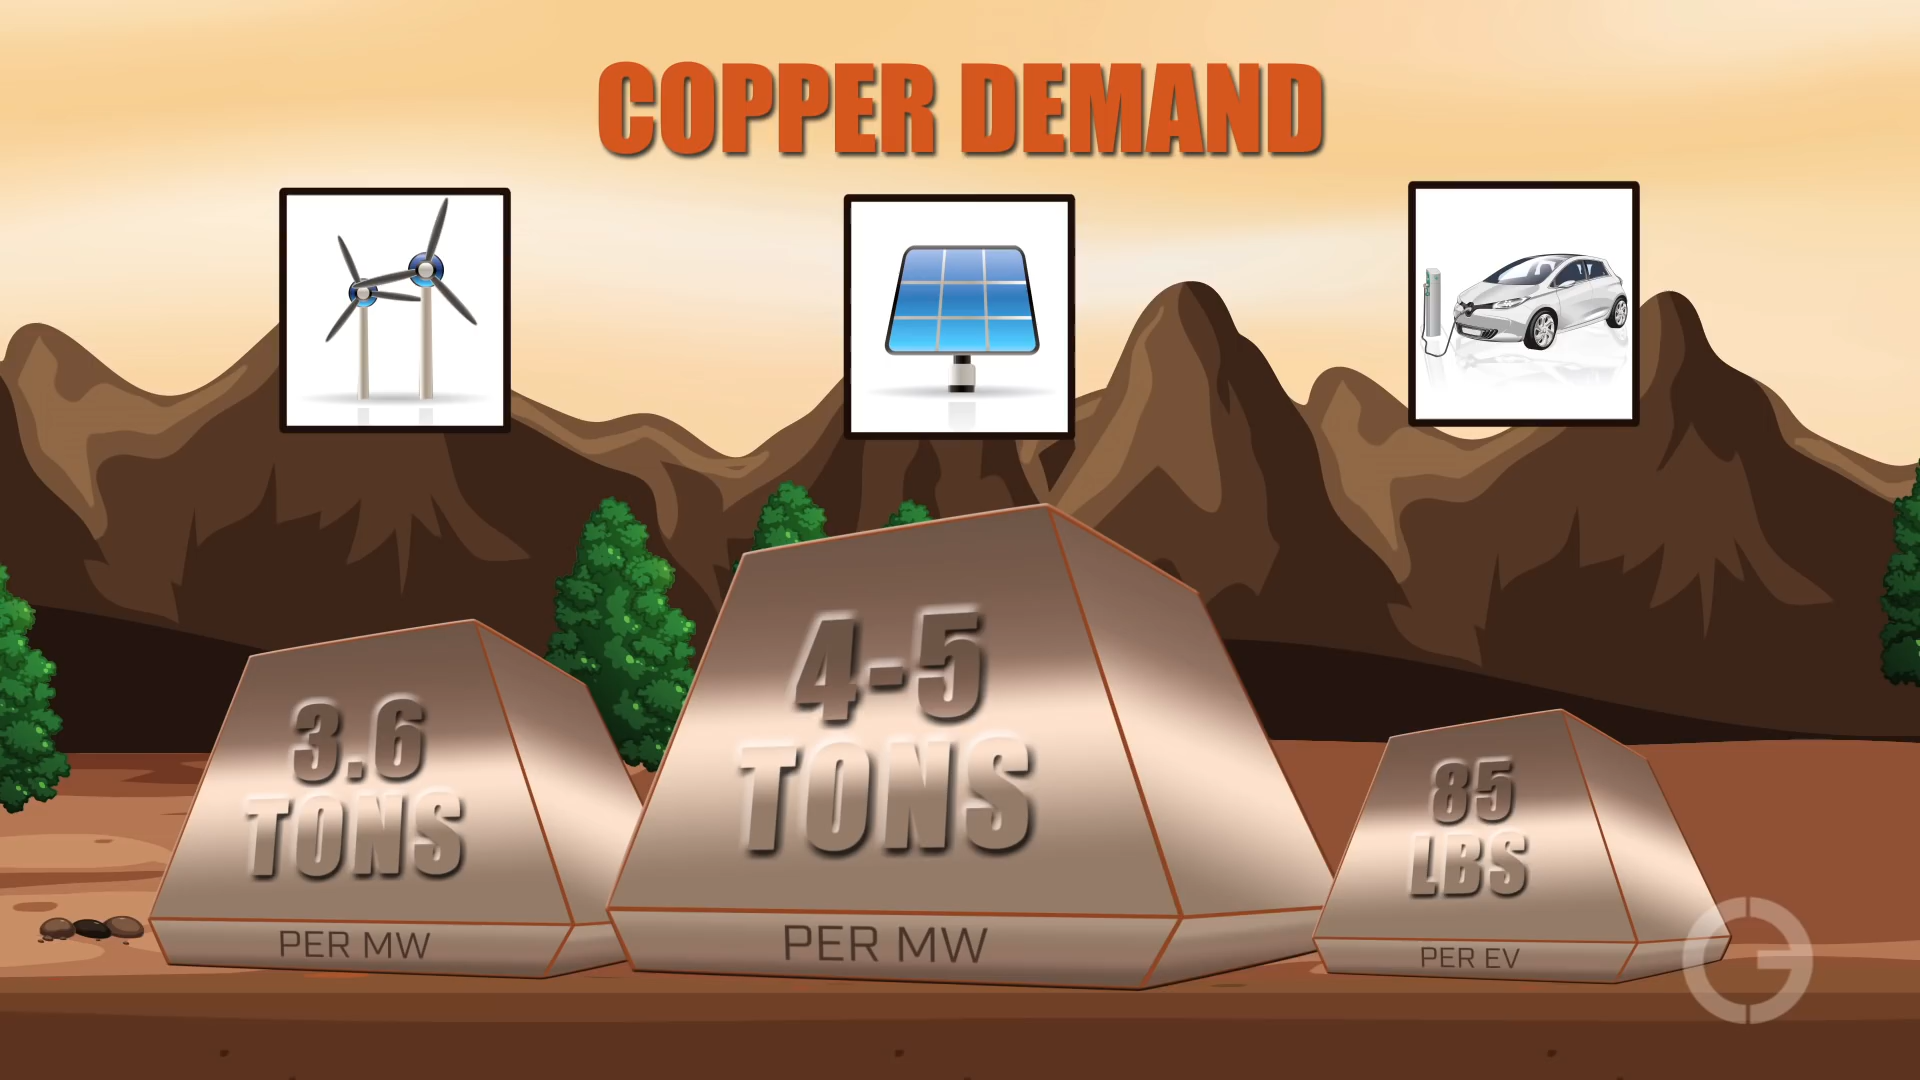 COPPER DEMAND
3.6
TONS
PER MW
4-5
TONS
PER MW
85
LBS
PER EV